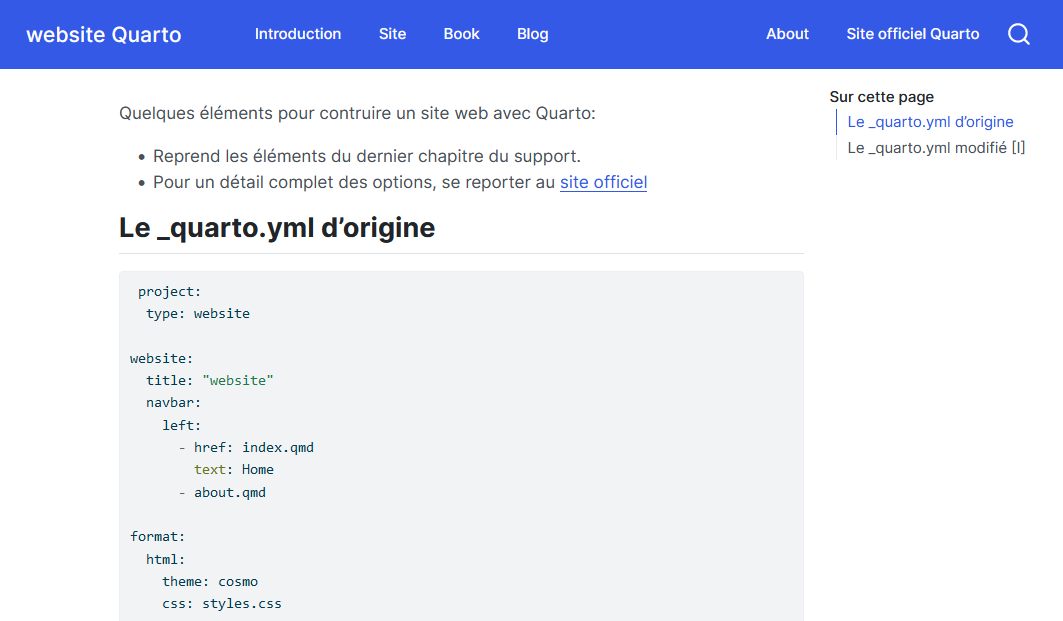 website Quarto Introduction Site Book Blog About Site officiel Quarto
Quelques éléments pour contruire un site web avec Quarto:
• Reprend les éléments du dernier chapitre du support.
• Pour un détail complet des options, se reporter au site officiel
Le _quarto.yml d’origine
project:
type: website
website:
title: "website"
navbar:
left:
- href: index.qmd
text: Home
- about.qmd
format:
html:
theme: cosmo
css: styles.css
Sur cette page
Le _quarto.yml d’origine
Le _quarto.yml modifié [I]